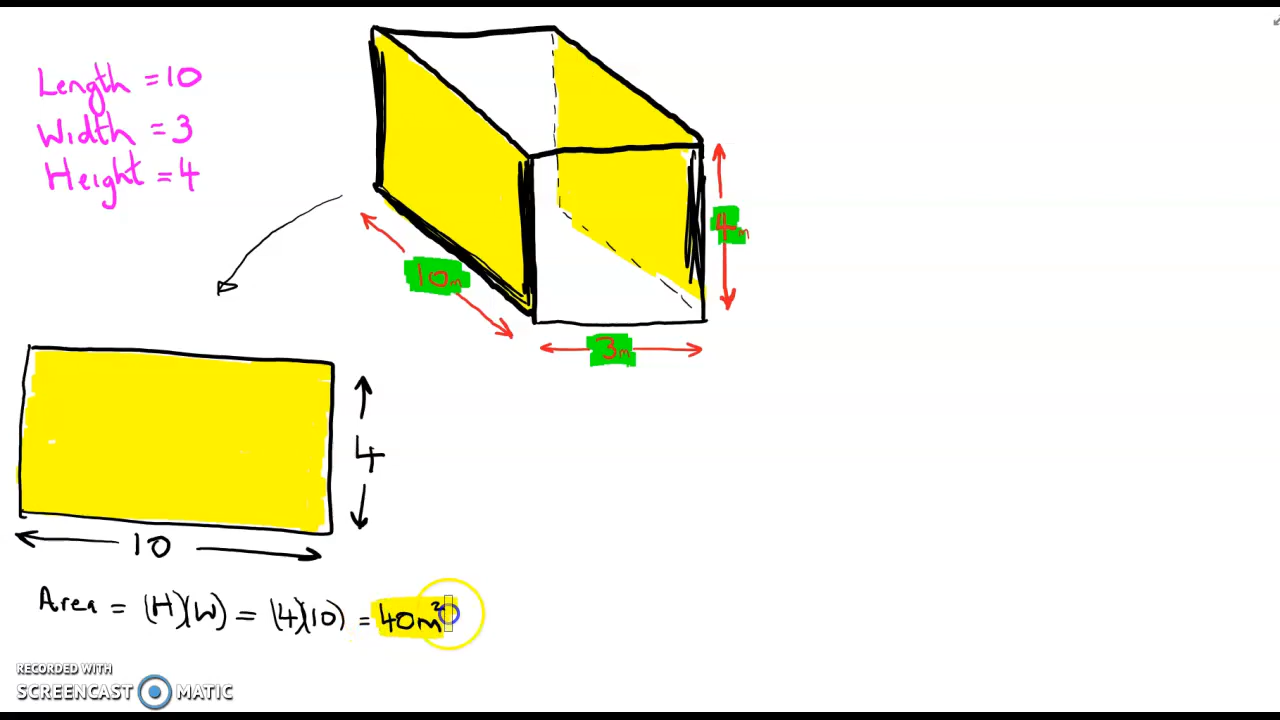 Length = 10
Width = 3
Height = 4
4m
10m
3m
4
10
Area = (H)(W) = (4)(10) = 40m²
RECORDED WITH
SCREENCAST MATIC